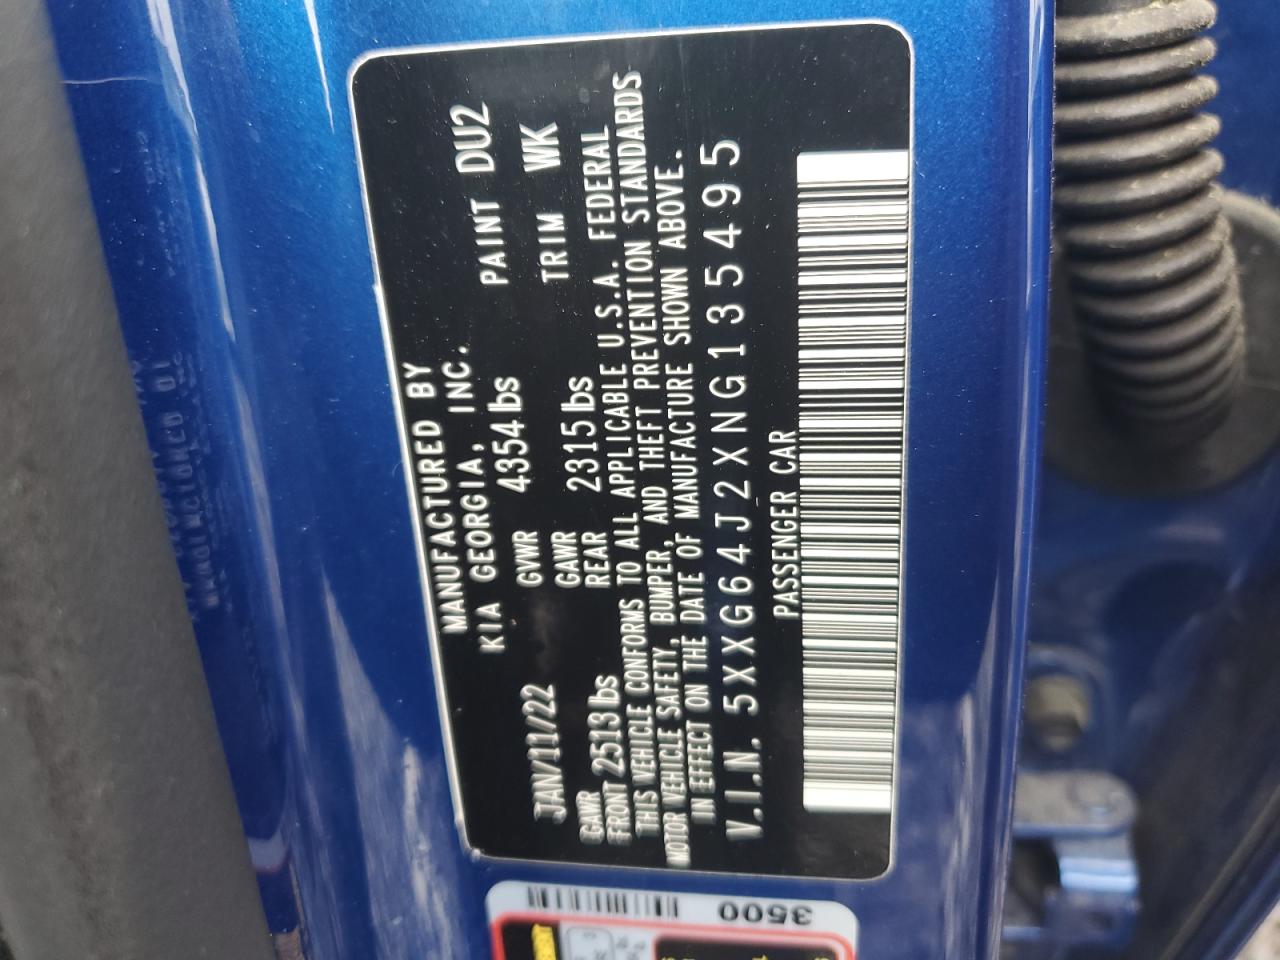 MANUFACTURED BY
KIA GEORGIA, INC.
JAN/11/22 GVWR 4354 lbs PAINT DU2
GAWR FRONT 2513 lbs GAWR REAR 2315 lbs TRIM WK
THIS VEHICLE CONFORMS TO ALL APPLICABLE U.S.A. FEDERAL
MOTOR VEHICLE SAFETY, BUMPER, AND THEFT PREVENTION STANDARDS
IN EFFECT ON THE DATE OF MANUFACTURE SHOWN ABOVE.
V.I.N. 5XXG64J2XNG135495
PASSENGER CAR
3500